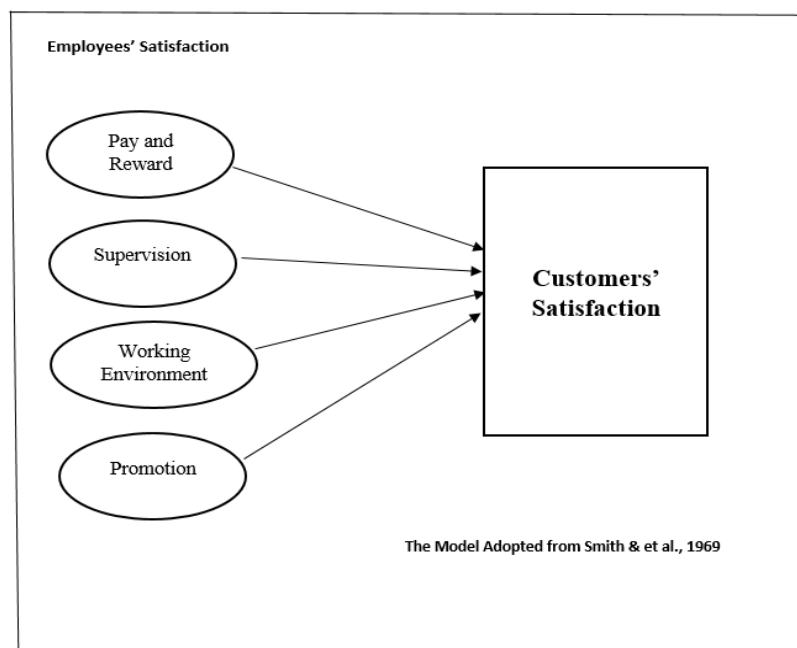 Employees’ Satisfaction
Pay and
Reward
Supervision
Working
Environment
Promotion
Customers’
Satisfaction
The Model Adopted from Smith & et al., 1969